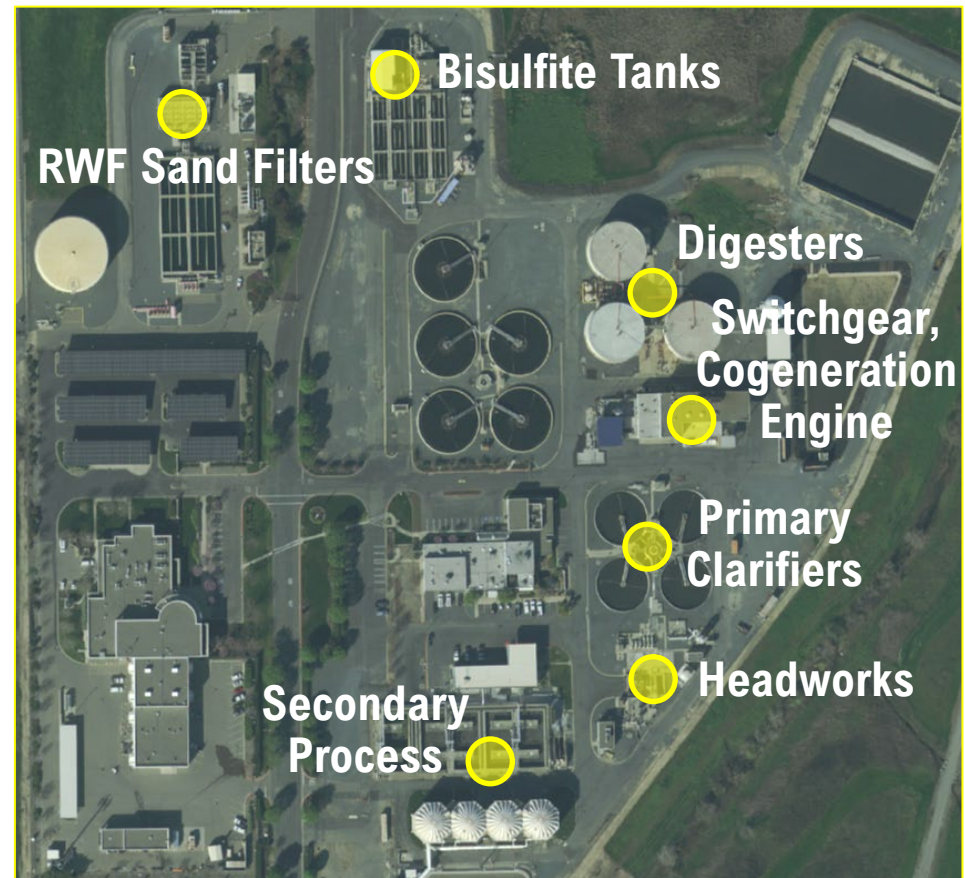 Bisulfite Tanks
RWF Sand Filters
Digesters
Switchgear,
Cogeneration
Engine
Primary
Clarifiers
Headworks
Secondary
Process